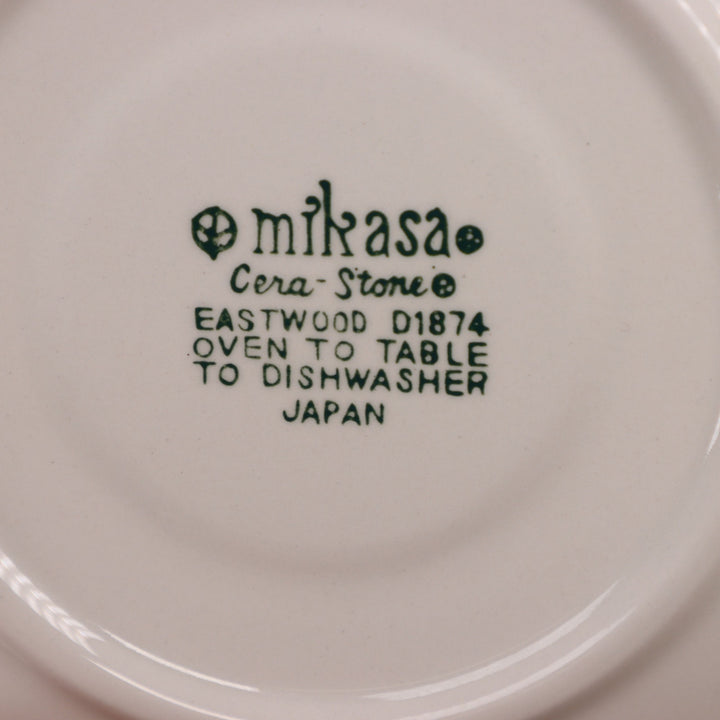 mikasa
Cera-Stone
EASTWOOD D1874
OVEN TO TABLE
TO DISHWASHER
JAPAN